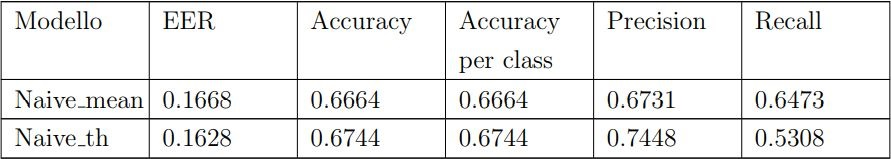 Modello EER Accuracy Accuracy per class Precision Recall
Naive_mean 0.1668 0.6664 0.6664 0.6731 0.6473
Naive_th 0.1628 0.6744 0.6744 0.7448 0.5308